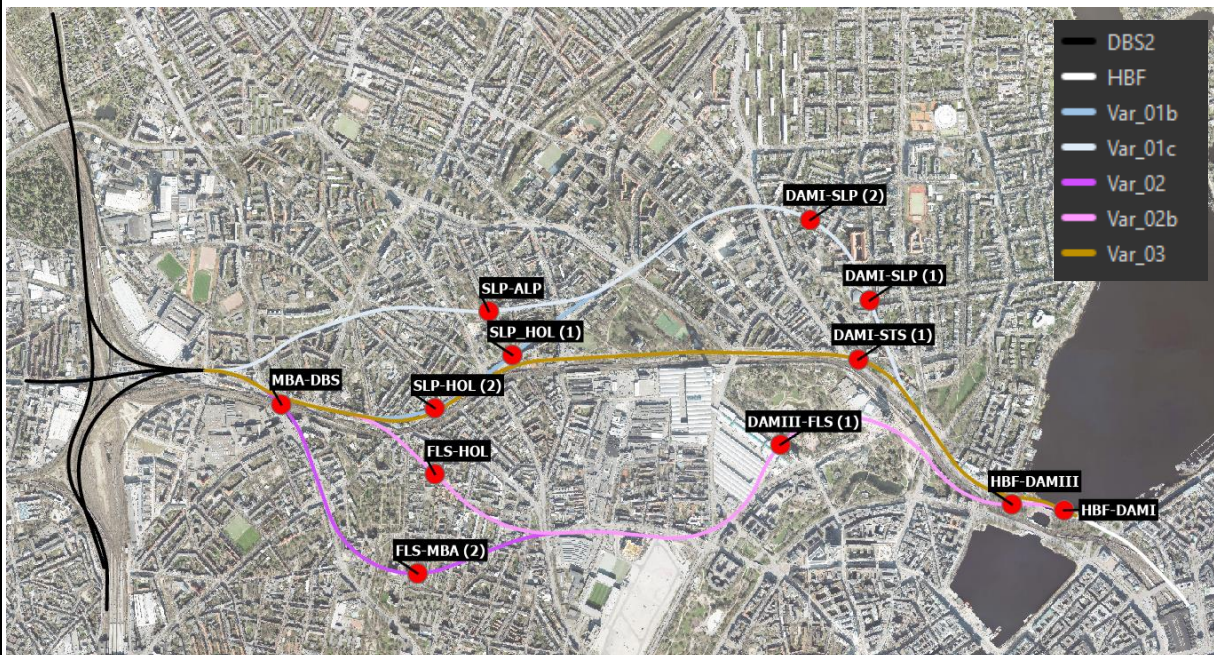 DBS2
HBF
Var_01b
Var_01c
Var_02
Var_02b
Var_03
DAMI-SLP (2)
DAMI-SLP (1)
SLP-ALP
SLP_HOL (1)
DAMI-STS (1)
MBA-DBS
SLP-HOL (2)
DAMIII-FLS (1)
FLS-HOL
HBF-DAMIII
HBF-DAMI
FLS-MBA (2)